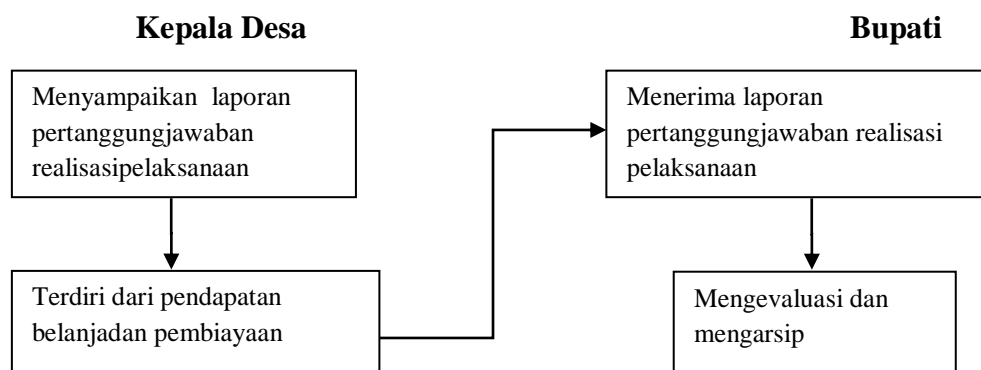 Kepala Desa
Bupati
Menyampaikan laporan
pertanggungjawaban
realisasipelaksanaan
Menerima laporan
pertanggungjawaban realisasi
pelaksanaan
Terdiri dari pendapatan
belanjadan pembiayaan
Mengevaluasi dan
mengarsip